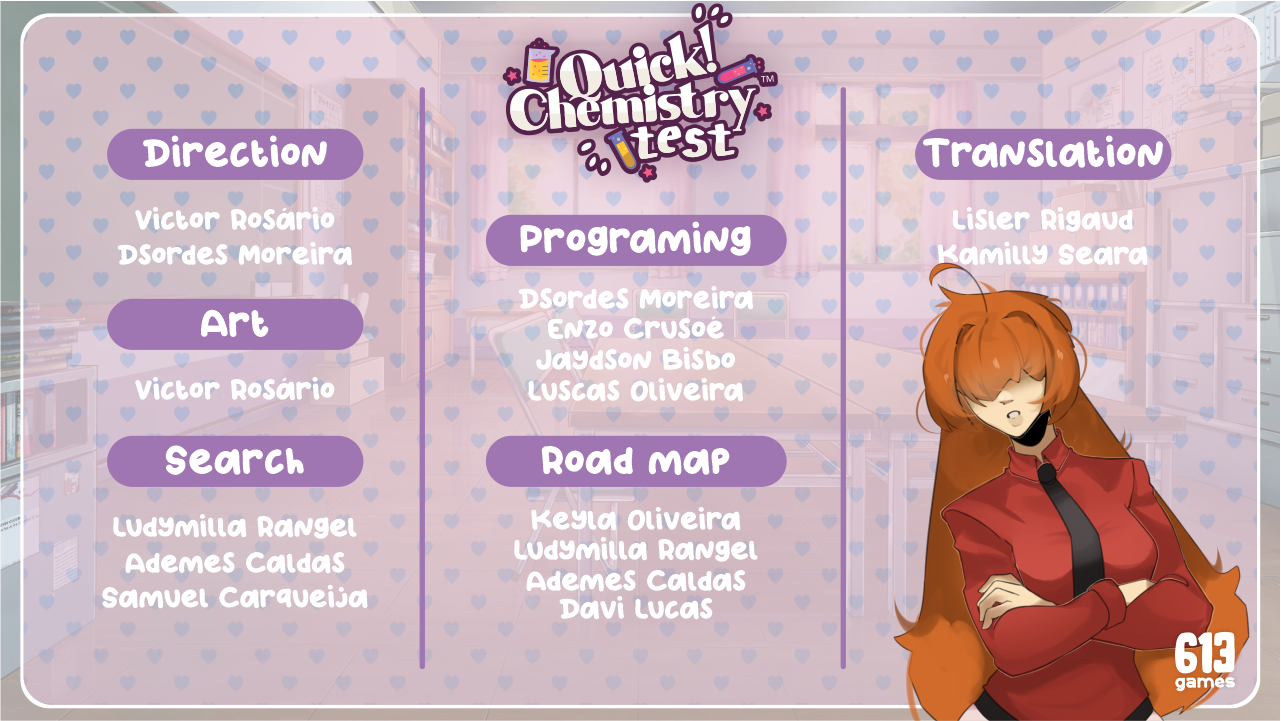 Quick!
Chemistry
test
TM
Direction
Victor Rosário
DSordes Moreira
Art
Victor Rosário
Search
Ludymilla Rangel
Ademes Caldas
Samuel Carqueija
Programing
DSordes Moreira
Enzo Crusoé
Jaydson Bisbo
Luscas Oliveira
Road map
Keyla Oliveira
Ludymilla Rangel
Ademes Caldas
Davi Lucas
Translation
Lisler Rigaud
Kamilly Seara
613
games